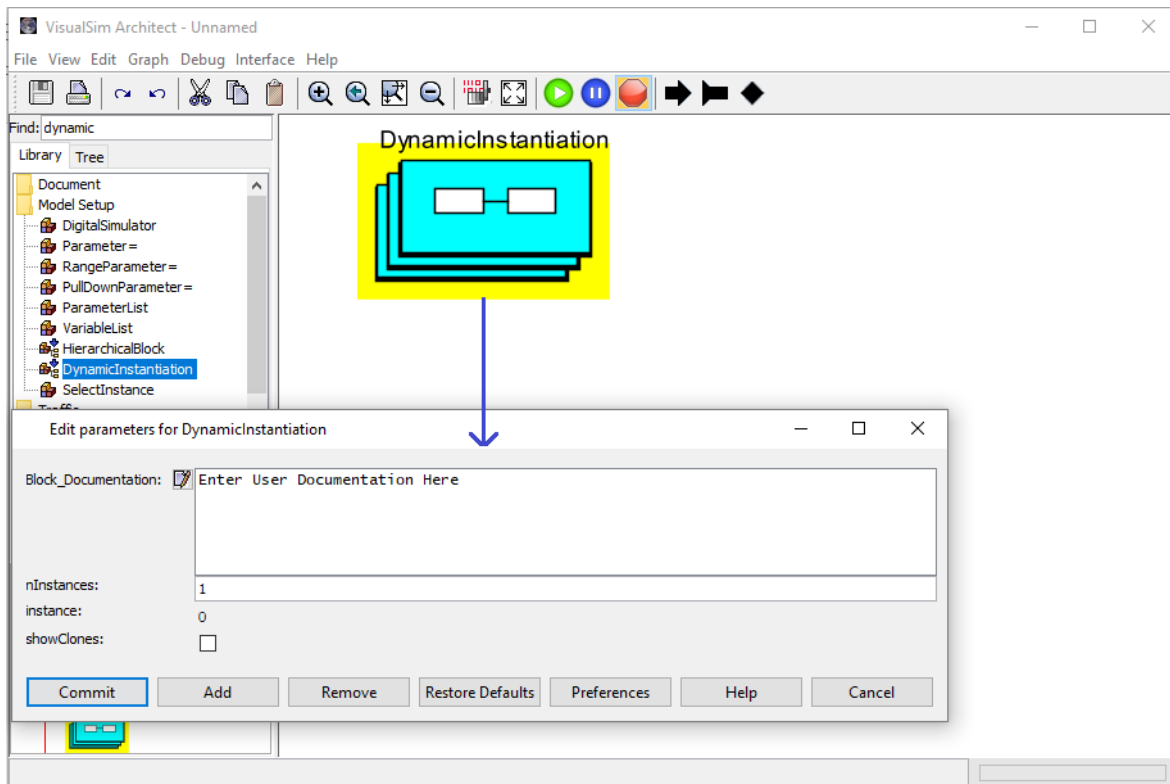 VisualSim Architect - Unnamed
File View Edit Graph Debug Interface Help
Find: dynamic
Library Tree
Document
Model Setup
DigitalSimulator
Parameter=
RangeParameter=
PullDownParameter=
ParameterList
VariableList
HierarchicalBlock
DynamicInstantiation
SelectInstance
Traffic
DynamicInstantiation
Edit parameters for DynamicInstantiation
Block_Documentation: Enter User Documentation Here
nInstances: 1
instance: 0
showClones:
Commit Add Remove Restore Defaults Preferences Help Cancel